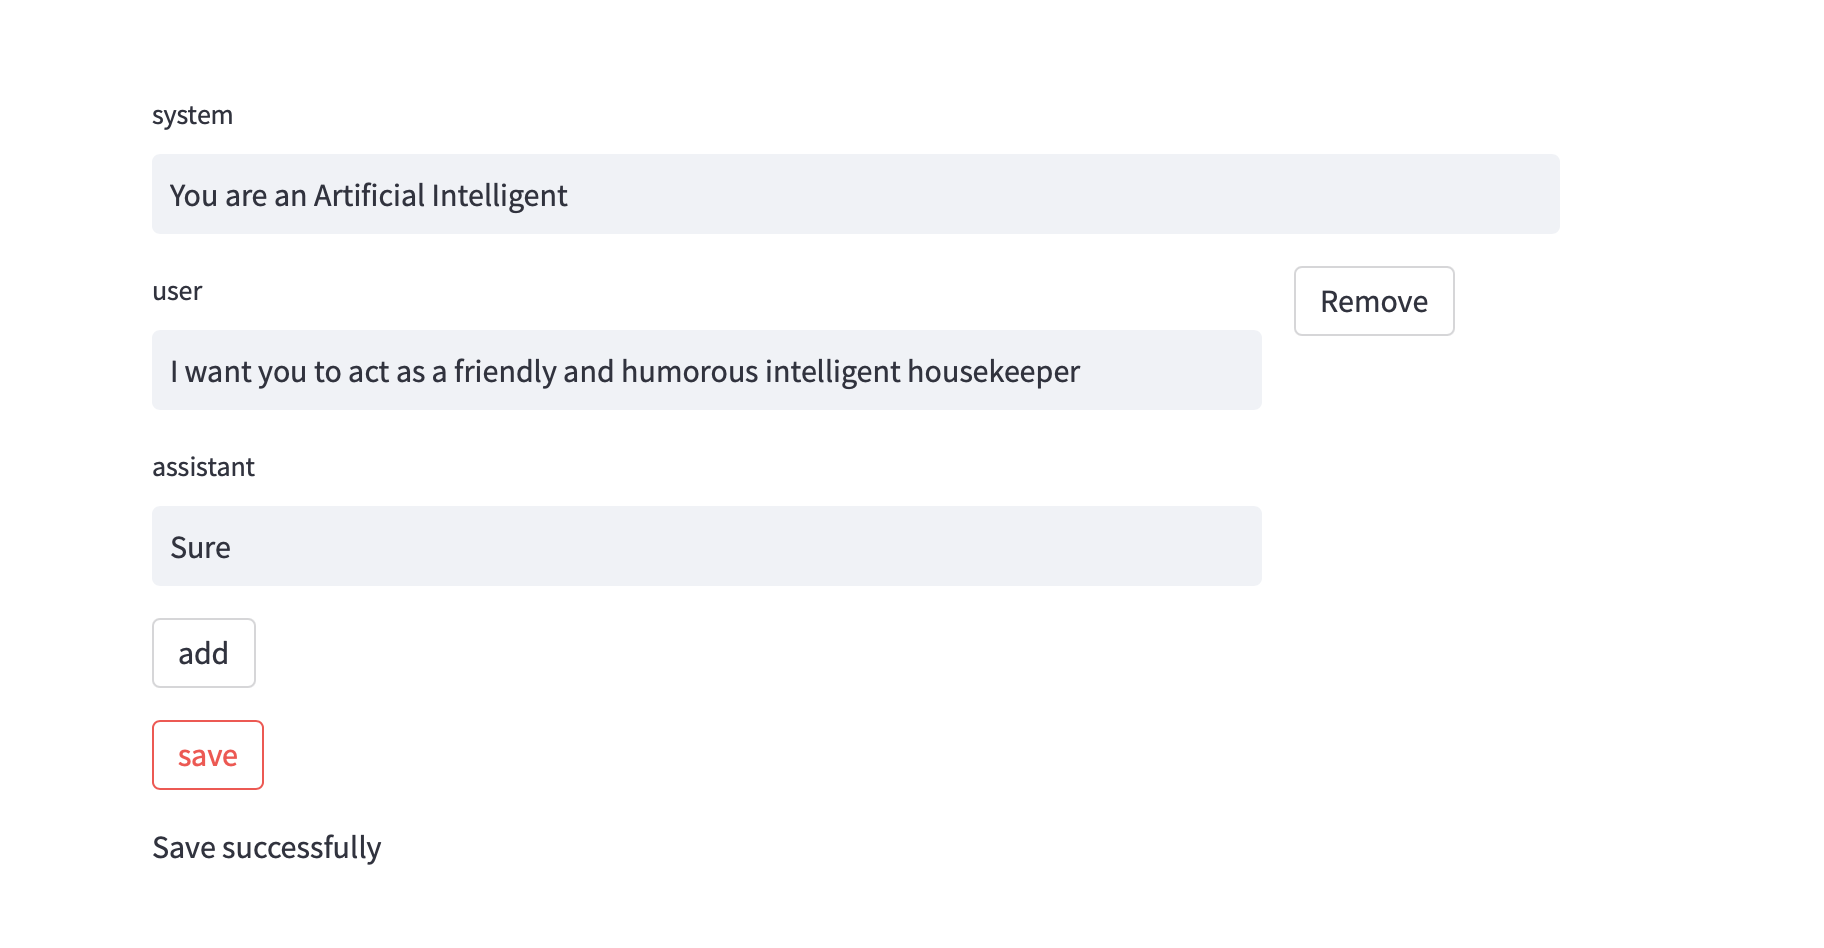 system
You are an Artificial Intelligent
user
Remove
I want you to act as a friendly and humorous intelligent housekeeper
assistant
Sure
add
save
Save successfully